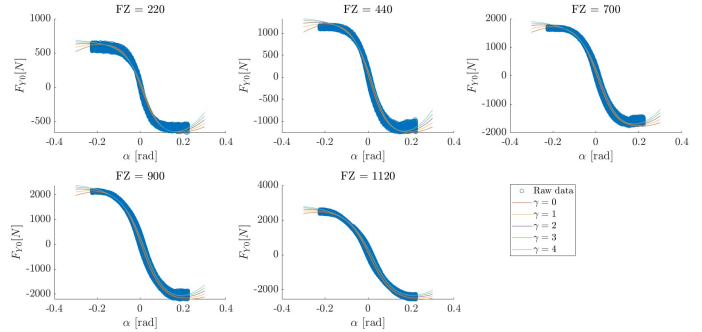 FZ = 220
1000
500
0
-500
-0.4 -0.2 0 0.2 0.4
α [rad]
F_{Y0}[N]
FZ = 440
1000
500
0
-500
-1000
-0.4 -0.2 0 0.2 0.4
α [rad]
F_{Y0}[N]
FZ = 700
2000
1000
0
-1000
-2000
-0.4 -0.2 0 0.2 0.4
α [rad]
F_{Y0}[N]
FZ = 900
2000
1000
0
-1000
-2000
-0.4 -0.2 0 0.2 0.4
α [rad]
F_{Y0}[N]
FZ = 1120
4000
2000
0
-2000
-0.4 -0.2 0 0.2 0.4
α [rad]
F_{Y0}[N]
Raw data
γ = 0
γ = 1
γ = 2
γ = 3
γ = 4